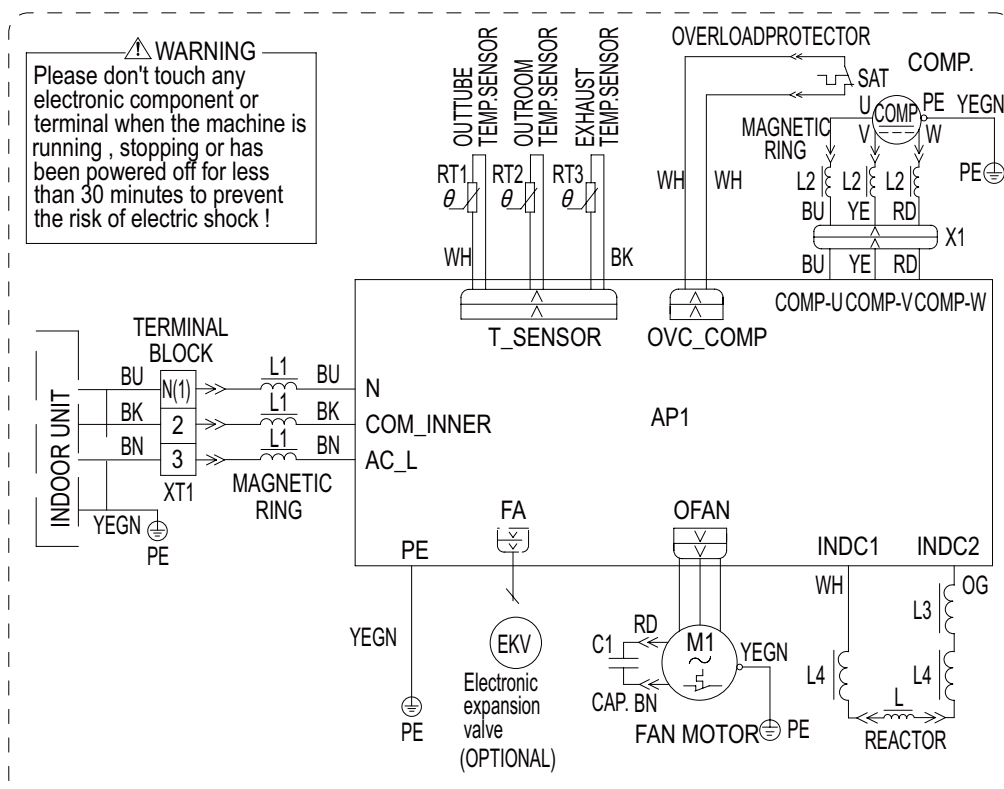 WARNING
Please don't touch any
electronic component or
terminal when the machine is
running , stopping or has
been powered off for less
than 30 minutes to prevent
the risk of electric shock !
OUTTUBE
TEMP.SENSOR
OUTROOM
TEMP.SENSOR
EXHAUST
TEMP.SENSOR
RT1
RT2
RT3
θ
θ
θ
WH
BK
T_SENSOR
OVERLOADPROTECTOR
SAT
WH
WH
OVC_COMP
COMP.
U
COMP
PE
YEGN
V
W
MAGNETIC
RING
PE
L2
L2
L2
BU
YE
RD
X1
BU
YE
RD
COMP-U
COMP-V
COMP-W
INDOOR UNIT
TERMINAL
BLOCK
BU
N(1)
L1
BU
N
BK
2
L1
BK
COM_INNER
BN
3
L1
BN
AC_L
XT1
MAGNETIC
RING
YEGN
PE
AP1
PE
YEGN
PE
FA
EKV
Electronic
expansion
valve
(OPTIONAL)
OFAN
RD
C1
M1
YEGN
CAP.
BN
FAN MOTOR
PE
INDC1
INDC2
WH
OG
L3
L4
L4
L
REACTOR